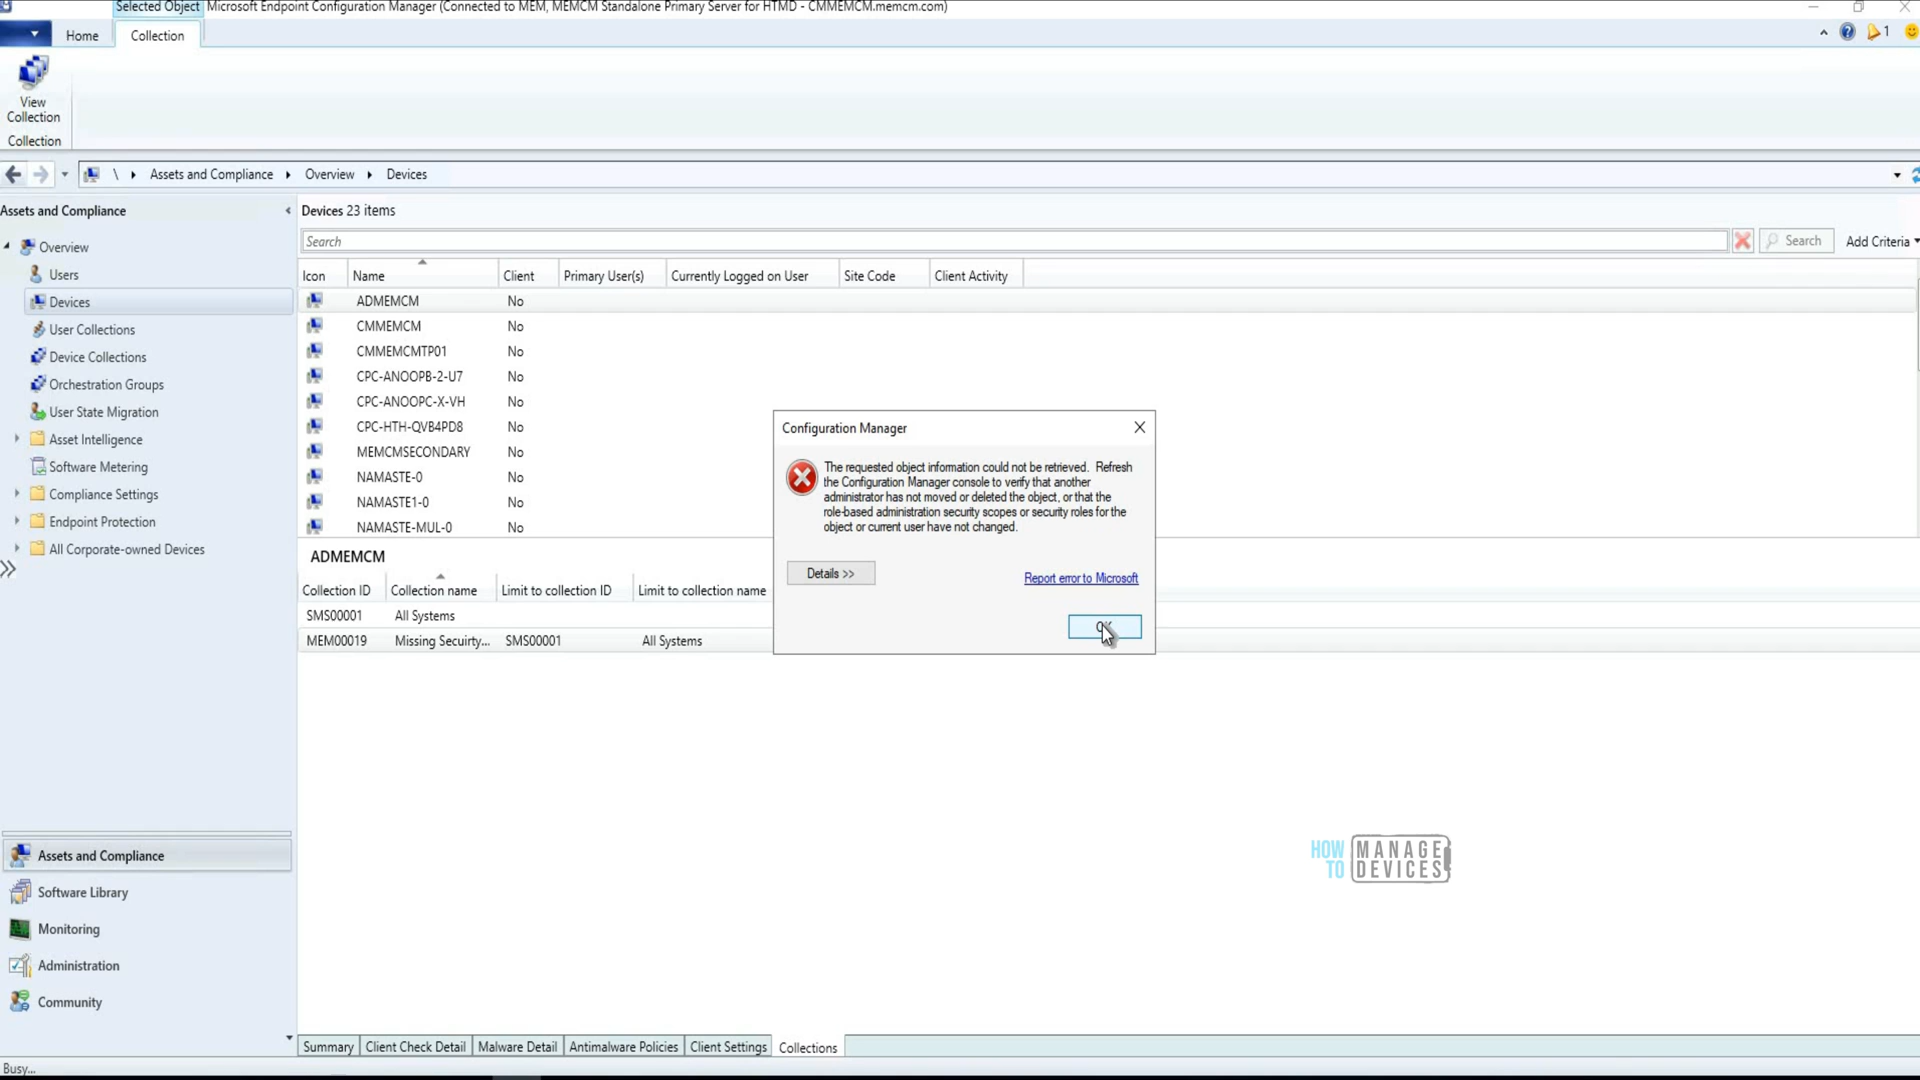 Selected Object Microsoft Endpoint Configuration Manager (Connected to MEM, MEMCM Standalone Primary Server for HTMD - CMMEMCM.memcm.com)
Home Collection
1
View
Collection
Collection
\ Assets and Compliance Overview Devices
Assets and Compliance
Overview
Users
Devices
User Collections
Device Collections
Orchestration Groups
User State Migration
Asset Intelligence
Software Metering
Compliance Settings
Endpoint Protection
All Corporate-owned Devices
Assets and Compliance
Software Library
Monitoring
Administration
Community
Devices 23 items
Search Search Add Criteria
Icon Name Client Primary User(s) Currently Logged on User Site Code Client Activity
ADMEMCM No
CMMEMCM No
CMMEMCMTP01 No
CPC-ANOOPB-2-U7 No
CPC-ANOOPC-X-VH No
CPC-HTH-QVB4PD8 No
MEMCMSECONDARY No
NAMASTE-0 No
NAMASTE1-0 No
NAMASTE-MUL-0 No
ADMEMCM
Collection ID Collection name Limit to collection ID Limit to collection name
SMS00001 All Systems
MEM00019 Missing Secuirty... SMS00001 All Systems
Configuration Manager
The requested object information could not be retrieved. Refresh
the Configuration Manager console to verify that another
administrator has not moved or deleted the object, or that the
role-based administration security scopes or security roles for the
object or current user have not changed.
Details >>
Report error to Microsoft
OK
HOW MANAGE
TO DEVICES
Summary Client Check Detail Malware Detail Antimalware Policies Client Settings Collections
Busy...